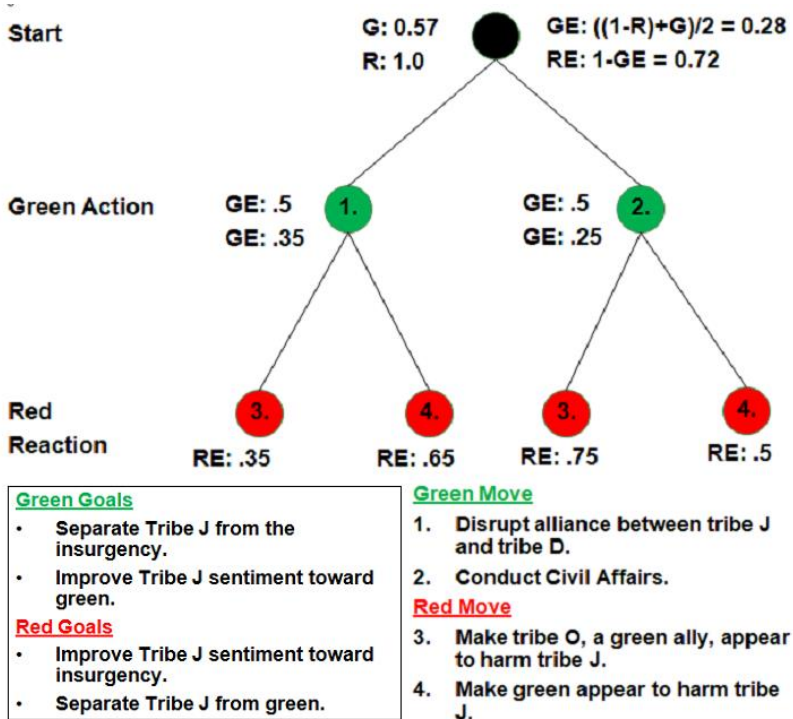 Start
G: 0.57
R: 1.0
GE: ((1-R)+G)/2 = 0.28
RE: 1-GE = 0.72
Green Action
GE: .5
GE: .35
1.
GE: .5
GE: .25
2.
Red
Reaction
3.
4.
3.
4.
RE: .35
RE: .65
RE: .75
RE: .5
Green Goals
• Separate Tribe J from the
insurgency.
• Improve Tribe J sentiment toward
green.
Red Goals
• Improve Tribe J sentiment toward
insurgency.
• Separate Tribe J from green.
Green Move
1. Disrupt alliance between tribe J
and tribe D.
2. Conduct Civil Affairs.
Red Move
3. Make tribe O, a green ally, appear
to harm tribe J.
4. Make green appear to harm tribe
J.